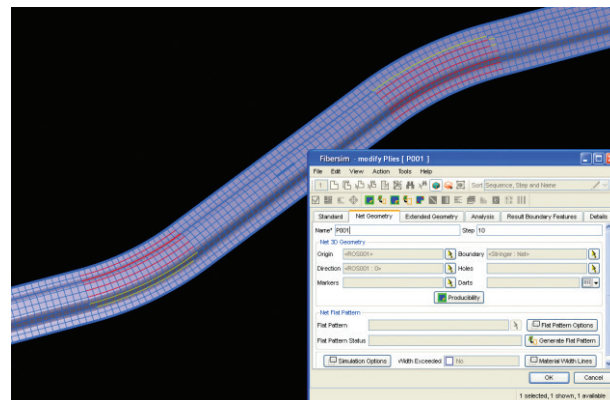 Fibersim - modify Plies [ P001 ]
File Edit View Action Tools Help
1 Sort Sequence, Step and Name
Standard Net Geometry Extended Geometry Analysis Result Boundary Features Details
Name* P001 Step 10
Net 3D Geometry
Origin <ROS001> Boundary <Stringer : Net>
Direction <ROS001 : 0> Holes
Markers Darts
Producibility
Net Flat Pattern
Flat Pattern Flat Pattern Options
Flat Pattern Status Generate Flat Pattern
Simulation Options Width Exceeded No Material Width Lines
OK Cancel
1 selected, 1 shown, 1 available